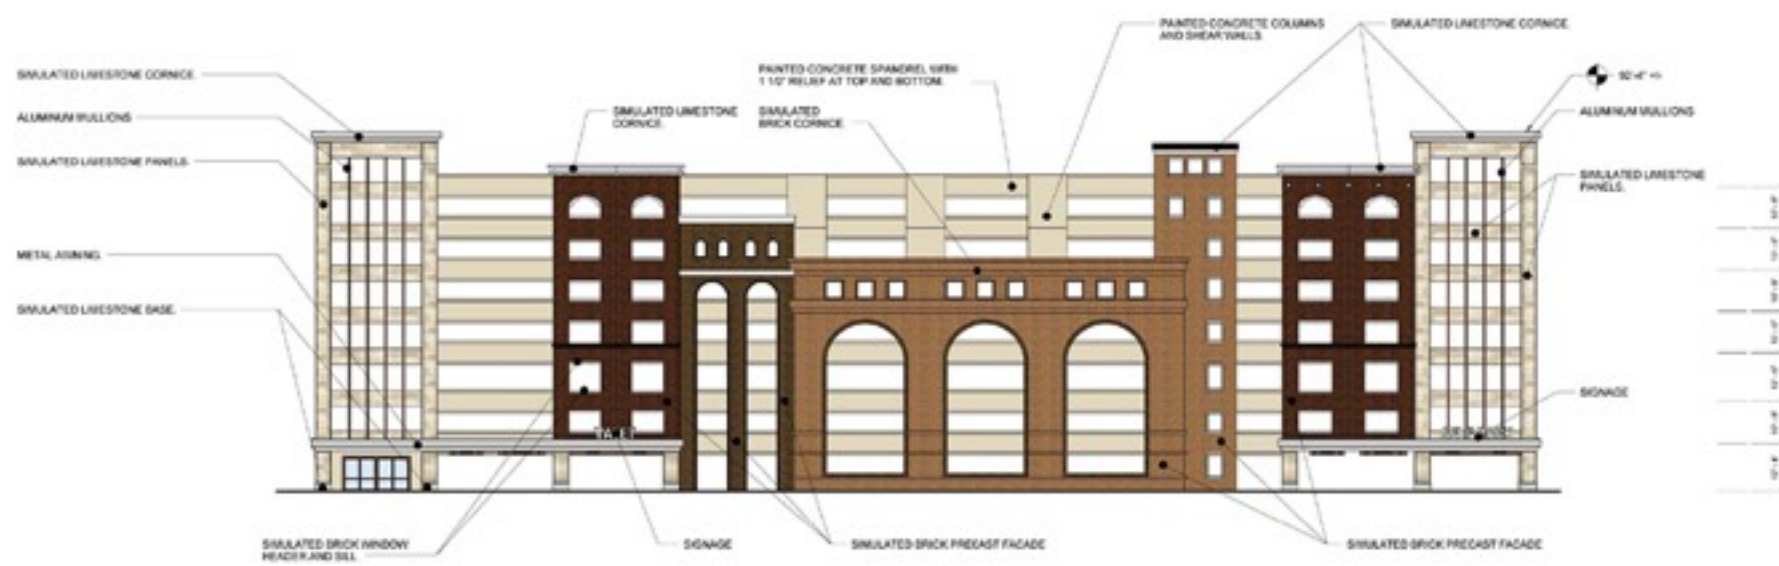 PAINTED CONCRETE COLUMNS
AND SHEAR WALLS.
SIMULATED LIMESTONE CORNICE.
SIMULATED LIMESTONE CORNICE.
PAINTED CONCRETE SPANDREL WITH
1 1/2" RELIEF AT TOP AND BOTTOM.
ALUMINUM MULLIONS
SIMULATED LIMESTONE
CORNICE.
SIMULATED
BRICK CORNICE.
ALUMINUM MULLIONS
SIMULATED LIMESTONE PANELS.
SIMULATED LIMESTONE
PANELS.
METAL AWNING.
SIMULATED LIMESTONE BASE.
SIGNAGE
SIMULATED BRICK WINDOW
HEADER AND SILL
SIGNAGE
SIMULATED BRICK PRECAST FACADE
SIMULATED BRICK PRECAST FACADE